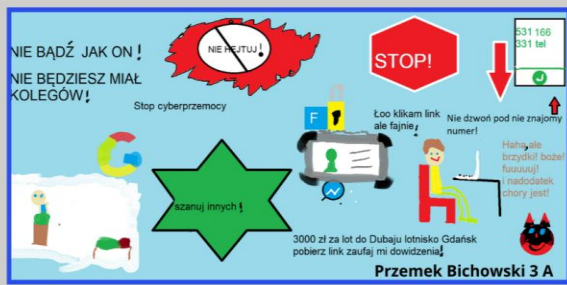 NIE BĄDŹ JAK ON!
NIE BĘDZIESZ MIAŁ
KOLEGÓW!
NIE HEJTUJ!
Stop cyberprzemocy
STOP!
531 166
331 tel
F
Łoo klikam link
ale fajnie!
Nie dzwoń pod nie znajomy
numer!
Haha,ale
brzydki! boże!
fuuuuuj!
i nadodatek
chory jest!
G
szanuj innych!
3000 zł za lot do Dubaju lotnisko Gdańsk
pobierz link zaufaj mi dowidzenia!
Przemek Bichowski 3 A